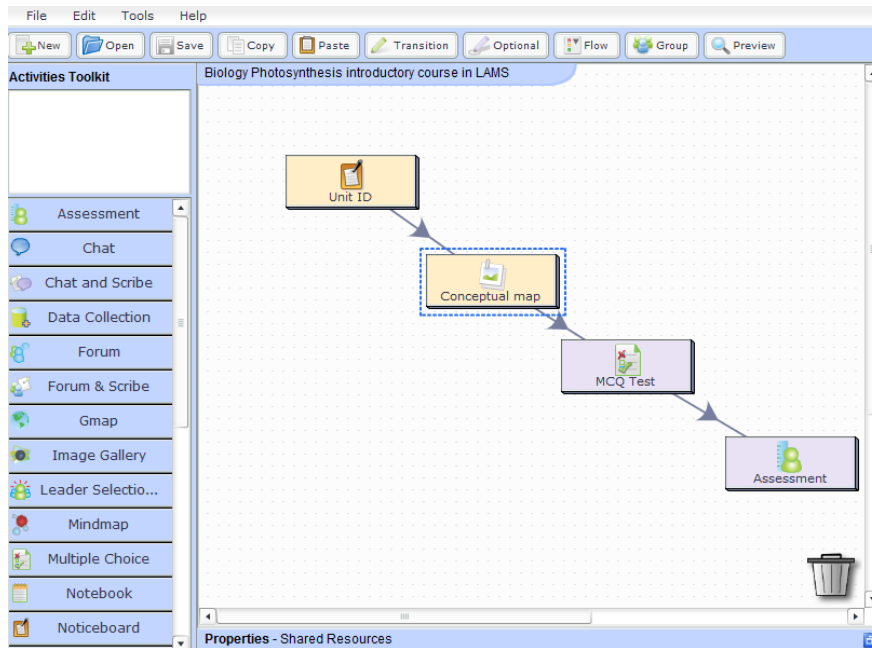 File Edit Tools Help
New Open Save Copy Paste Transition Optional Flow Group Preview
Activities Toolkit
Biology Photosynthesis introductory course in LAMS
Unit ID
Conceptual map
MCQ Test
Assessment
Assessment
Chat
Chat and Scribe
Data Collection
Forum
Forum & Scribe
Gmap
Image Gallery
Leader Selectio...
Mindmap
Multiple Choice
Notebook
Noticeboard
Properties - Shared Resources